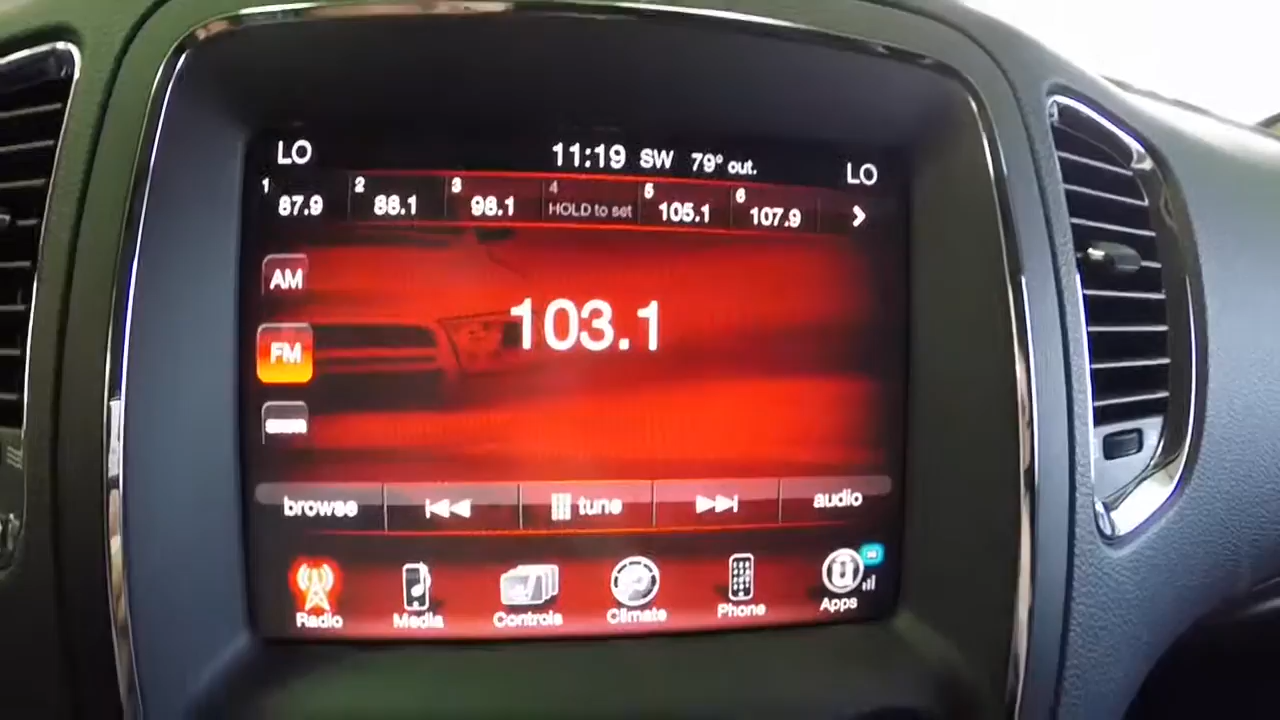 LO 11:19 SW 79° out. LO
1 87.9 2 88.1 3 98.1 4 HOLD to set 5 105.1 6 107.9
AM
103.1
FM
browse tune audio
Radio Media Controls Climate Phone Apps